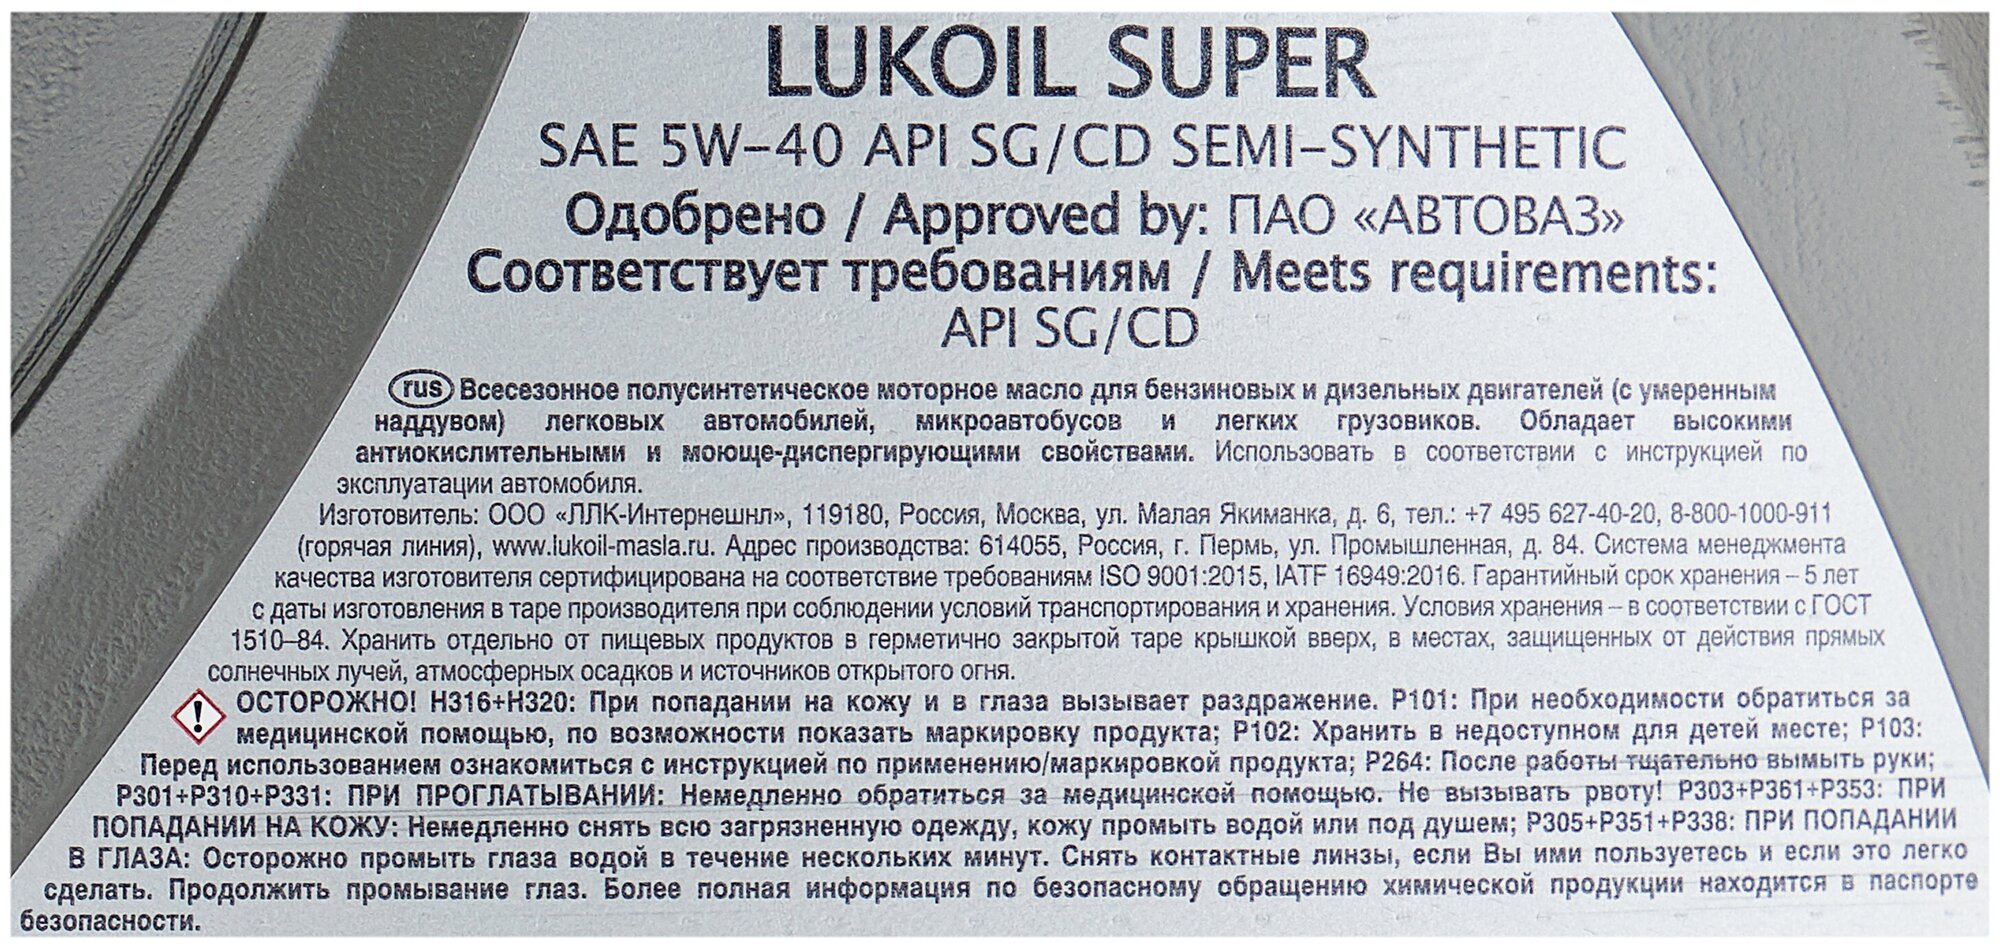 LUKOIL SUPER
SAE 5W–40 API SG/CD SEMI–SYNTHETIC
Одобрено / Approved by: ПАО «АВТОВАЗ»
Соответствует требованиям / Meets requirements:
API SG/CD
rus Всесезонное полусинтетическое моторное масло для бензиновых и дизельных двигателей (с умеренным
наддувом) легковых автомобилей, микроавтобусов и легких грузовиков. Обладает высокими
антиокислительными и моюще-диспергирующими свойствами. Использовать в соответствии с инструкцией по
эксплуатации автомобиля.
Изготовитель: ООО «ЛЛК-Интернешнл», 119180, Россия, Москва, ул. Малая Якиманка, д. 6, тел.: +7 495 627-40-20, 8-800-1000-911
(горячая линия), www.lukoil-masla.ru. Адрес производства: 614055, Россия, г. Пермь, ул. Промышленная, д. 84. Система менеджмента
качества изготовителя сертифицирована на соответствие требованиям ISO 9001:2015, IATF 16949:2016. Гарантийный срок хранения – 5 лет
с даты изготовления в таре производителя при соблюдении условий транспортирования и хранения. Условия хранения – в соответствии с ГОСТ
1510–84. Хранить отдельно от пищевых продуктов в герметично закрытой таре крышкой вверх, в местах, защищенных от действия прямых
солнечных лучей, атмосферных осадков и источников открытого огня.
ОСТОРОЖНО! H316+H320: При попадании на кожу и в глаза вызывает раздражение. P101: При необходимости обратиться за
медицинской помощью, по возможности показать маркировку продукта; P102: Хранить в недоступном для детей месте; P103:
Перед использованием ознакомиться с инструкцией по применению/маркировкой продукта; P264: После работы тщательно вымыть руки;
P301+P310+P331: ПРИ ПРОГЛАТЫВАНИИ: Немедленно обратиться за медицинской помощью. Не вызывать рвоту! P303+P361+P353: ПРИ
ПОПАДАНИИ НА КОЖУ: Немедленно снять всю загрязненную одежду, кожу промыть водой или под душем; P305+P351+P338: ПРИ ПОПАДАНИИ
В ГЛАЗА: Осторожно промыть глаза водой в течение нескольких минут. Снять контактные линзы, если Вы ими пользуетесь и если это легко
сделать. Продолжить промывание глаз. Более полная информация по безопасному обращению химической продукции находится в паспорте
безопасности.